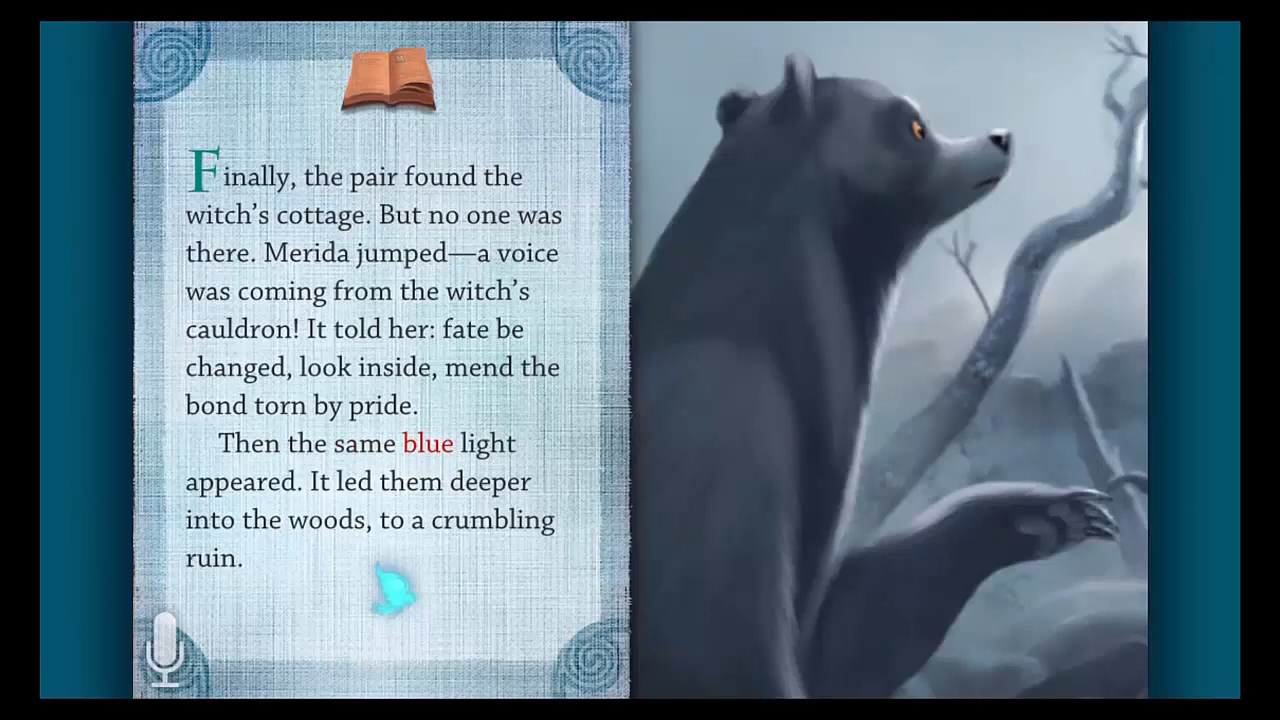 Finally, the pair found the
witch’s cottage. But no one was
there. Merida jumped—a voice
was coming from the witch’s
cauldron! It told her: fate be
changed, look inside, mend the
bond torn by pride.
Then the same blue light
appeared. It led them deeper
into the woods, to a crumbling
ruin.